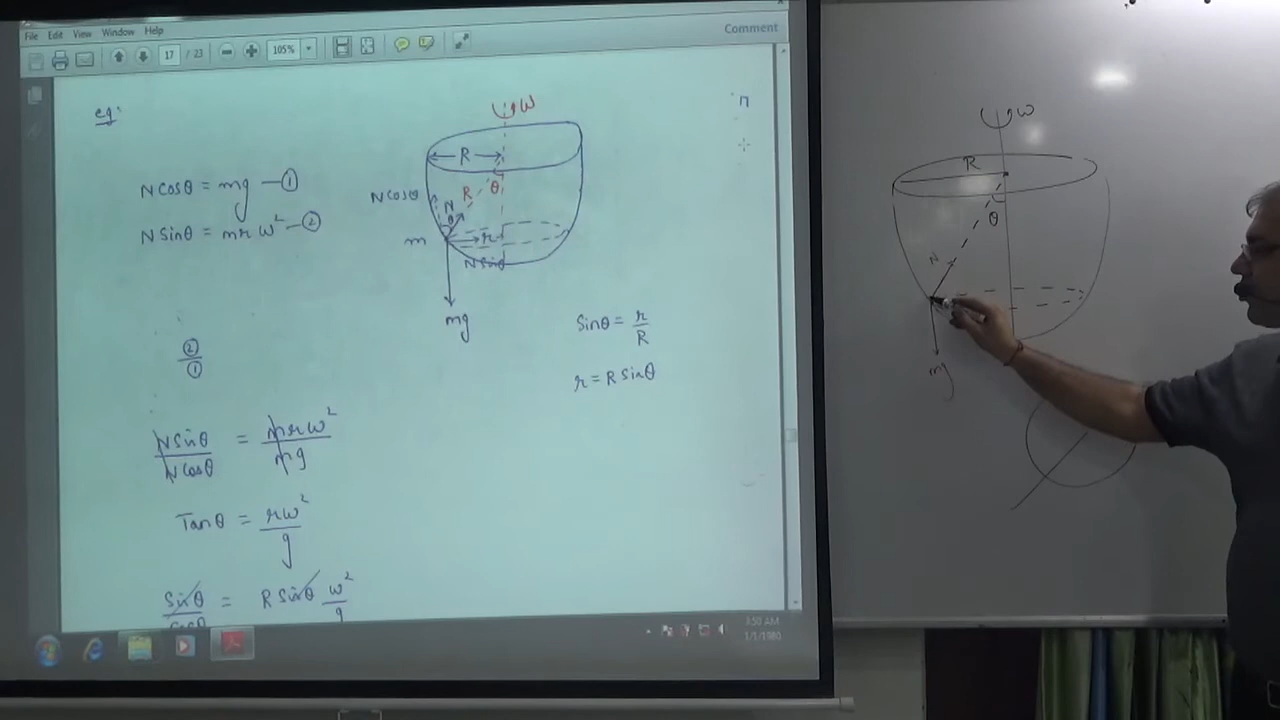 File Edit View Window Help
Comment
17 / 23
105%
eg:
ω
R
θ
N cosθ
R
N
θ
m
r
N sinθ
mg
N cosθ = mg —①
N sinθ = mrω² —②
Sinθ = r/R
r = R sinθ
②/①
N Sinθ / N cosθ = mrω² / mg
Tanθ = rω² / g
Sinθ / cosθ = R Sinθ ω² / g
3:50 AM
1/1/1980
ω
R
θ
N
mg